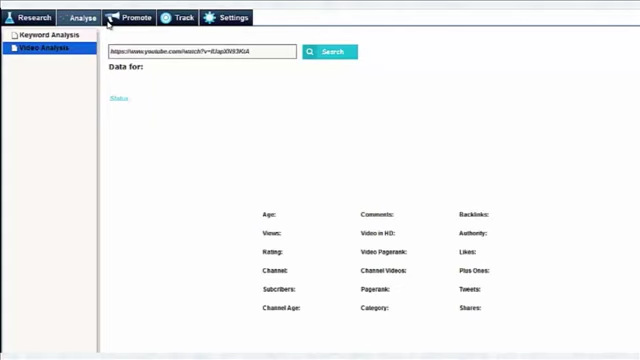 Research Analyse Promote Track Settings
Keyword Analysis
Video Analysis
Search
Data for:
Status
Age: Comments: Backlinks:
Views: Video in HD: Authority:
Rating: Video Pagerank: Likes:
Channel: Channel Videos: Plus Ones:
Subcribers: Pagerank: Tweets:
Channel Age: Category: Shares: